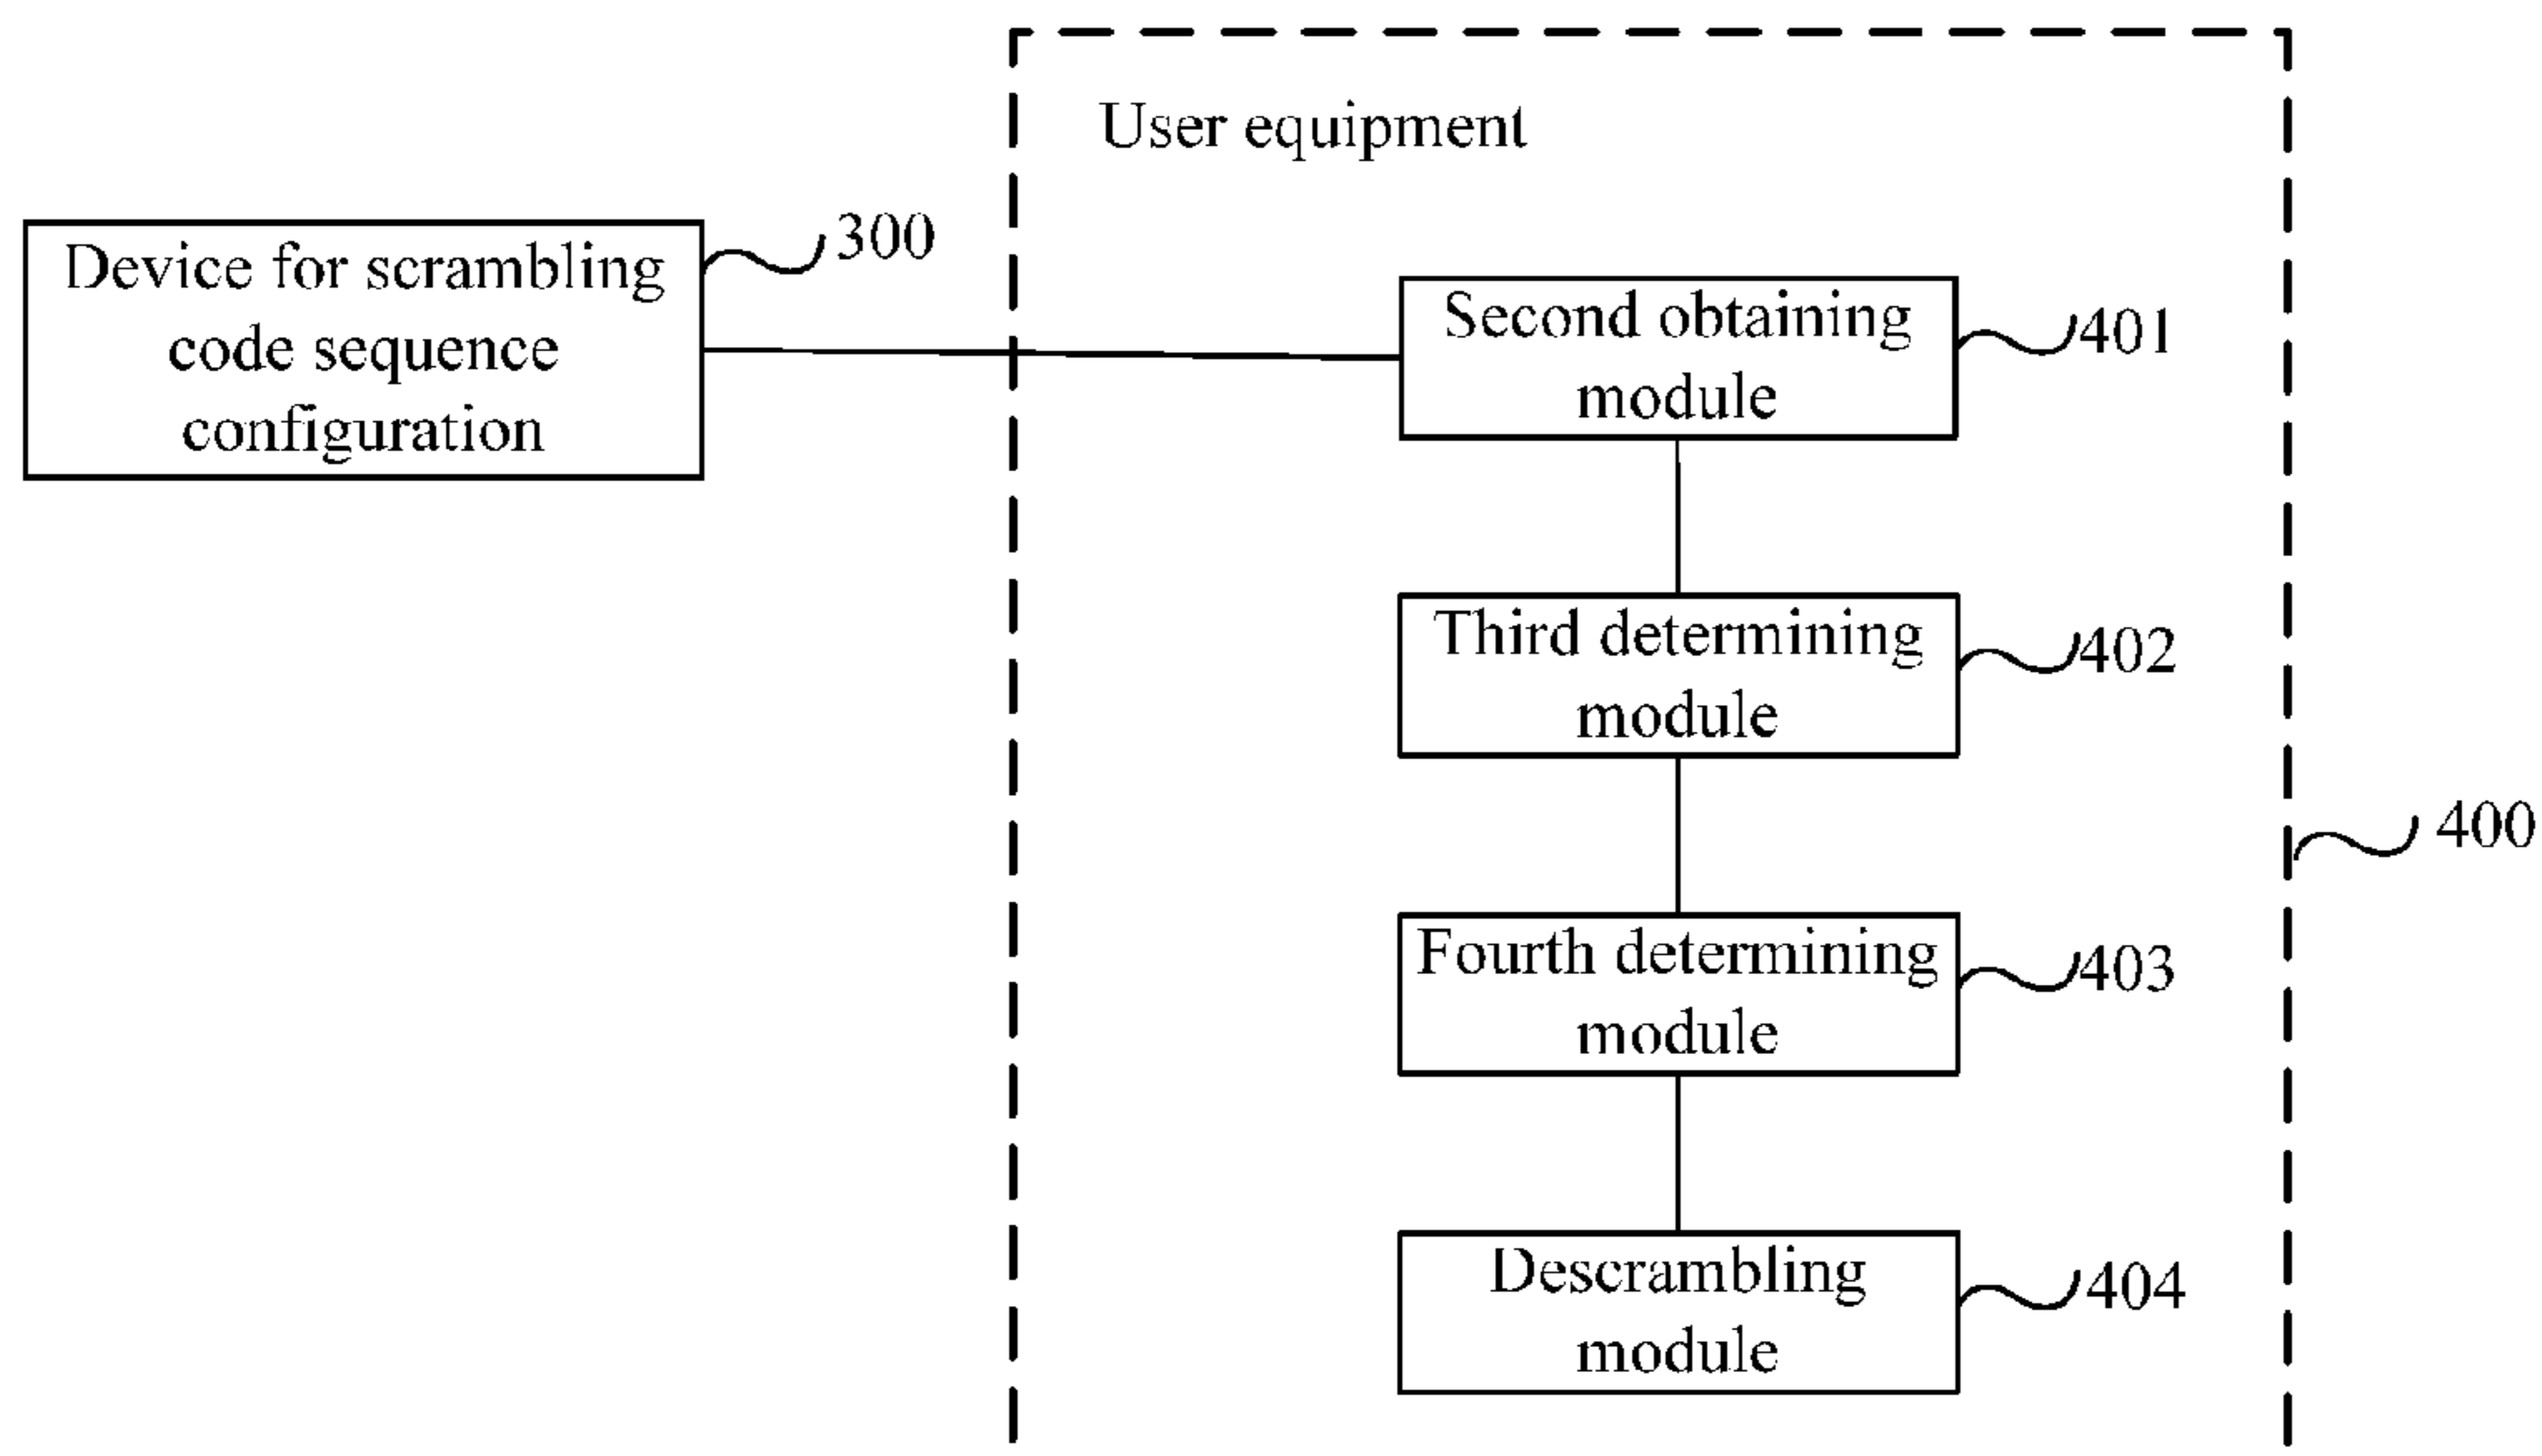 User equipment
Device for scrambling
code sequence
configuration
300
Second obtaining
module
401
Third determining
module
402
400
Fourth determining
module
403
Descrambling
module
404